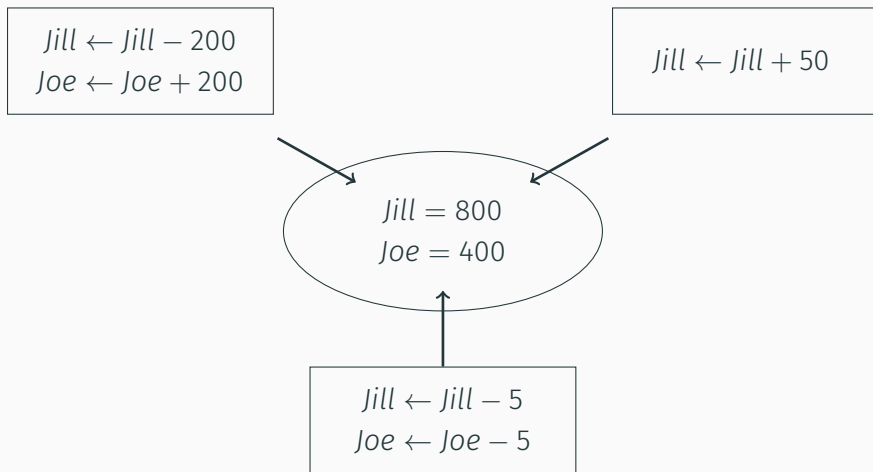 Jill ← Jill − 200
Joe ← Joe + 200
Jill ← Jill + 50
Jill = 800
Joe = 400
Jill ← Jill − 5
Joe ← Joe − 5